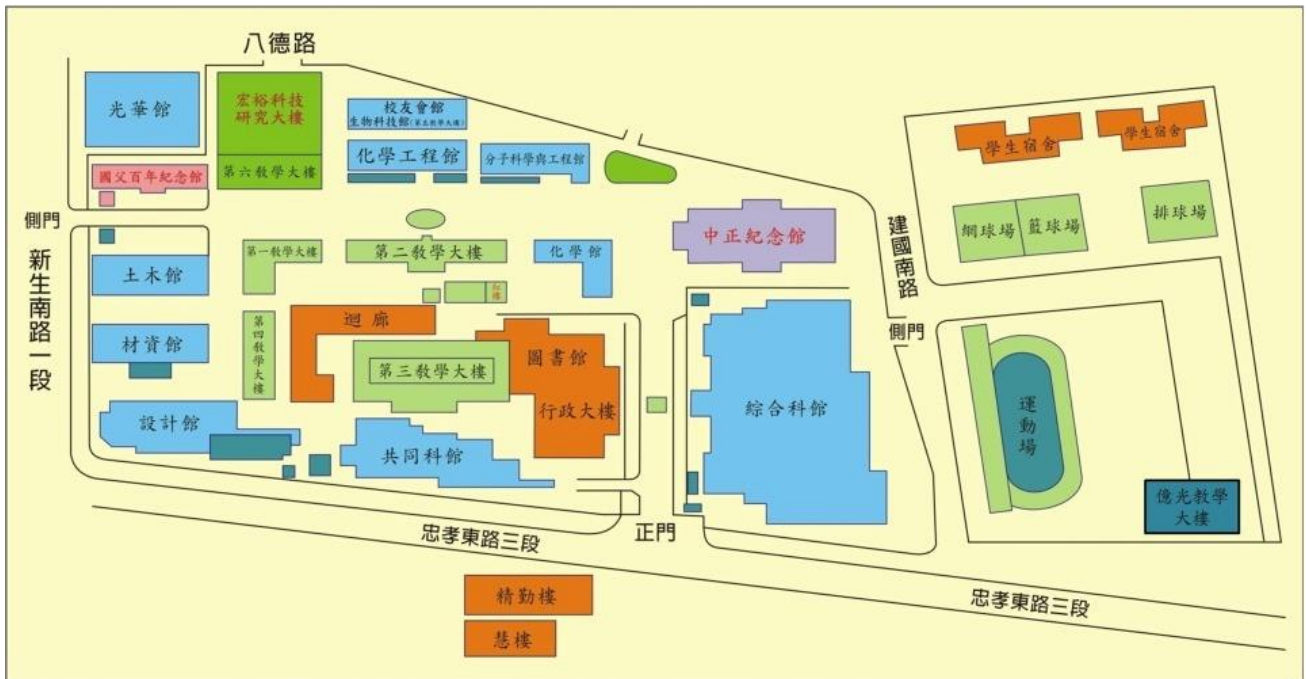 八德路
光華館
宏裕科技
研究大樓
校友會館
生物科技館(第五教學大樓)
化學工程館
分子科學與工程館
國父百年紀念館
第六教學大樓
學生宿舍
學生宿舍
側門
新生南路一段
土木館
第一教學大樓
第二教學大樓
化學館
中正紀念館
建國南路
網球場
籃球場
排球場
紅樓
迴廊
材資館
第四教學大樓
第三教學大樓
圖書館
行政大樓
側門
綜合科館
運動場
設計館
共同科館
億光教學
大樓
忠孝東路三段
正門
精勤樓
慧樓
忠孝東路三段